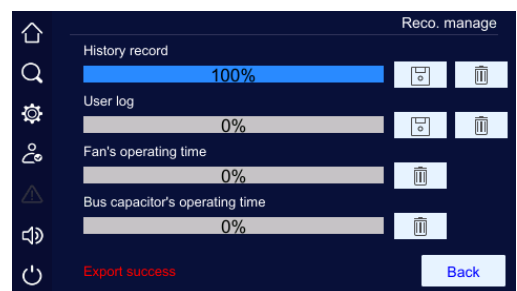 Reco. manage
History record
100%
User log
0%
Fan's operating time
0%
Bus capacitor's operating time
0%
Export success
Back